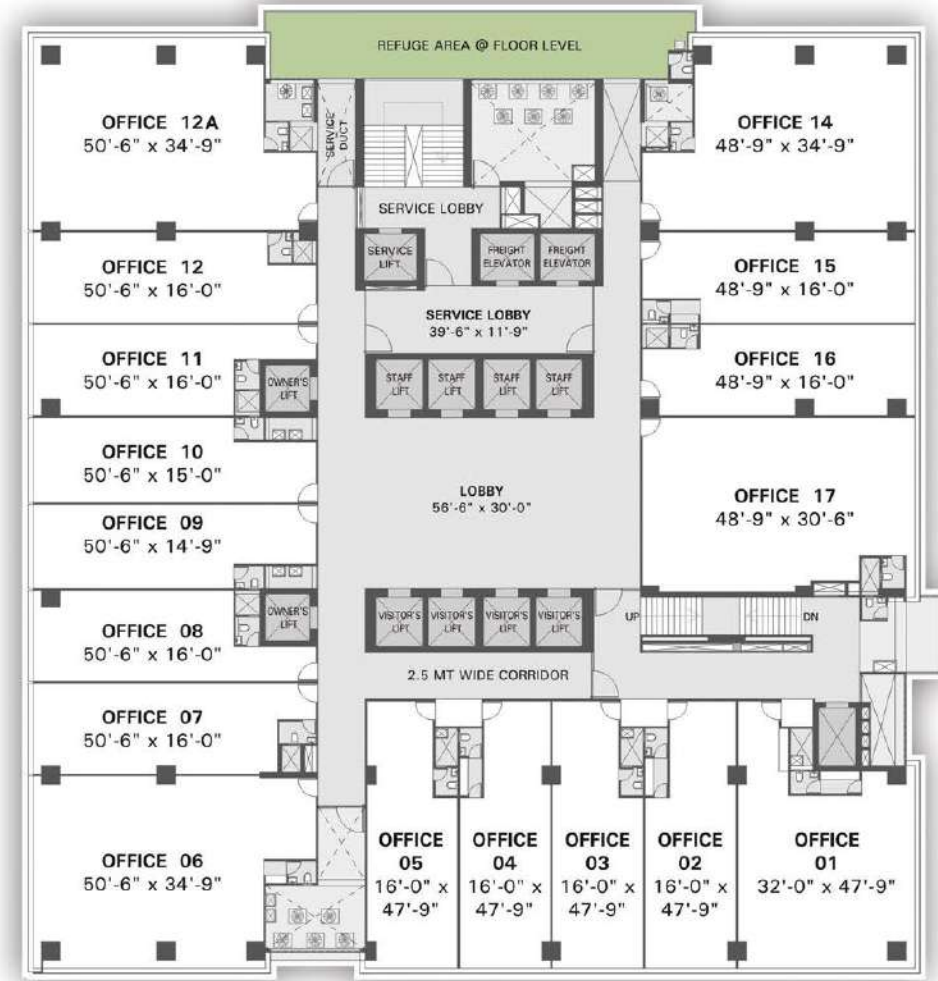 REFUGE AREA @ FLOOR LEVEL
OFFICE 12A
50'-6" x 34'-9"
SERVICE
DUCT
OFFICE 14
48'-9" x 34'-9"
SERVICE LOBBY
OFFICE 12
50'-6" x 16'-0"
SERVICE
LIFT
FREIGHT
ELEVATOR
FREIGHT
ELEVATOR
OFFICE 15
48'-9" x 16'-0"
SERVICE LOBBY
39'-6" x 11'-9"
OFFICE 11
50'-6" x 16'-0"
OWNER'S
LIFT
STAFF
LIFT
STAFF
LIFT
STAFF
LIFT
STAFF
LIFT
OFFICE 16
48'-9" x 16'-0"
OFFICE 10
50'-6" x 15'-0"
LOBBY
56'-6" x 30'-0"
OFFICE 17
48'-9" x 30'-6"
OFFICE 09
50'-6" x 14'-9"
OFFICE 08
50'-6" x 16'-0"
OWNER'S
LIFT
VISITOR'S
LIFT
VISITOR'S
LIFT
VISITOR'S
LIFT
VISITOR'S
LIFT
UP
DN
2.5 MT WIDE CORRIDOR
OFFICE 07
50'-6" x 16'-0"
OFFICE 06
50'-6" x 34'-9"
OFFICE
05
16'-0" x
47'-9"
OFFICE
04
16'-0" x
47'-9"
OFFICE
03
16'-0" x
47'-9"
OFFICE
02
16'-0" x
47'-9"
OFFICE
01
32'-0" x 47'-9"